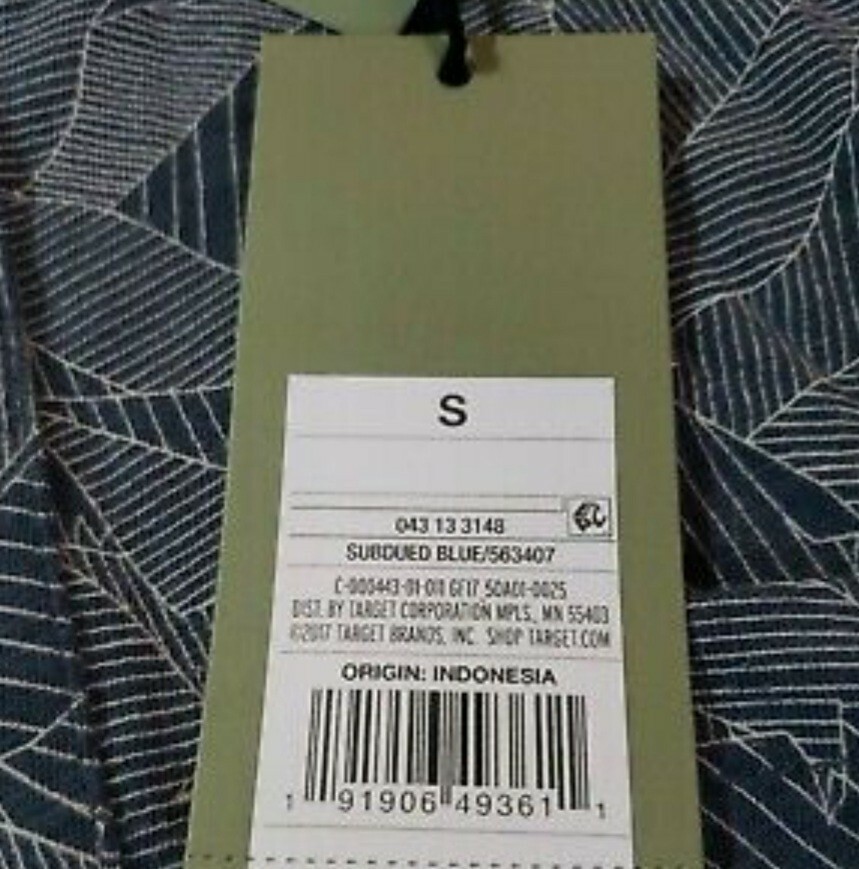 S
043 13 3148
SUBDUED BLUE/563407
C-000443-01-011 GF17 50A01-0025
DIST. BY TARGET CORPORATION MPLS., MN 55403
©2017 TARGET BRANDS, INC. SHOP TARGET.COM
ORIGIN: INDONESIA
1 91906 49361 1